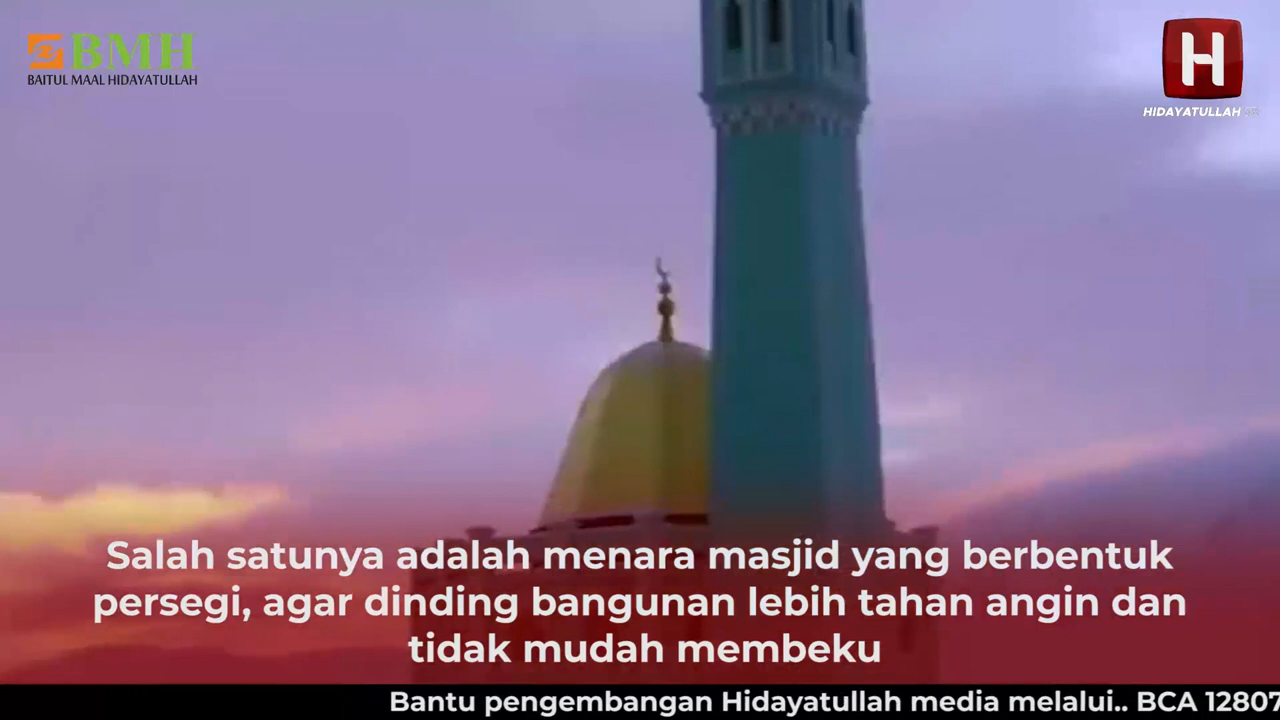 BMH
BAITUL MAAL HIDAYATULLAH
H
HIDAYATULLAH
Salah satunya adalah menara masjid yang berbentuk
persegi, agar dinding bangunan lebih tahan angin dan
tidak mudah membeku
Bantu pengembangan Hidayatullah media melalui.. BCA 12807